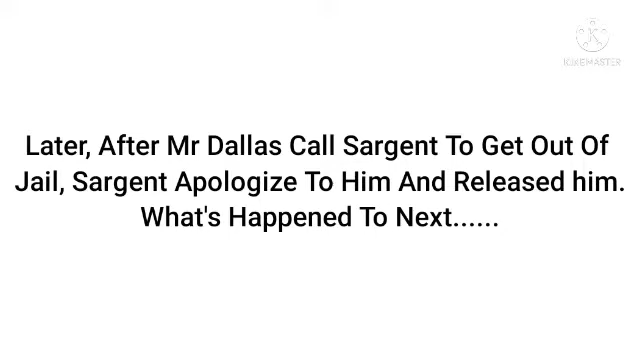 KINEMASTER
Later, After Mr Dallas Call Sargent To Get Out Of
Jail, Sargent Apologize To Him And Released him.
What's Happened To Next......